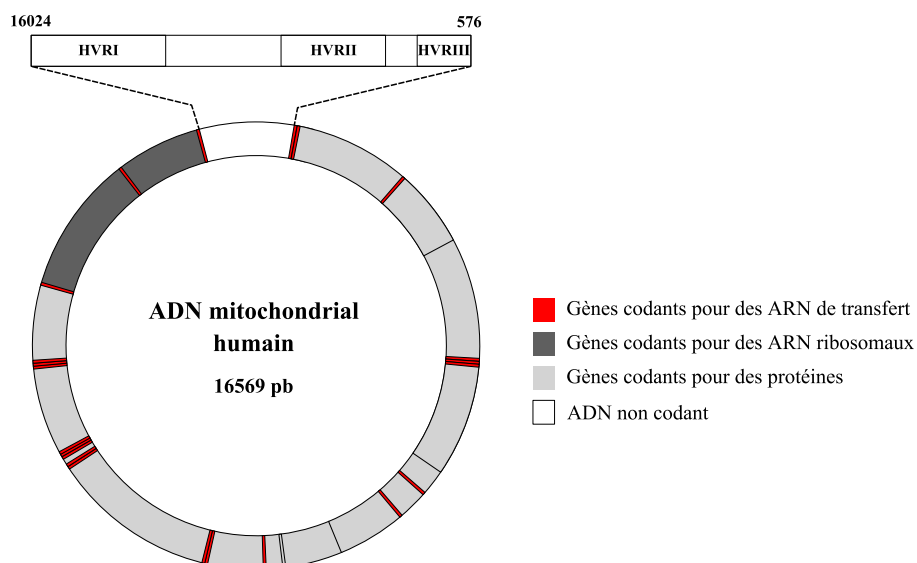 16024 576
HVRI HVRII HVRIII
ADN mitochondrial
humain
16569 pb
Gènes codants pour des ARN de transfert
Gènes codants pour des ARN ribosomaux
Gènes codants pour des protéines
ADN non codant